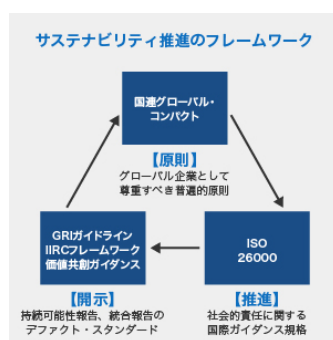 サステナビリティ推進のフレームワーク
国連グローバル・
コンパクト
【原則】
グローバル企業として
尊重すべき普遍的原則
GRIガイドライン
IIRCフレームワーク
価値共創ガイダンス
【開示】
持続可能性報告、統合報告の
デファクト・スタンダード
ISO
26000
【推進】
社会的責任に関する
国際ガイダンス規格